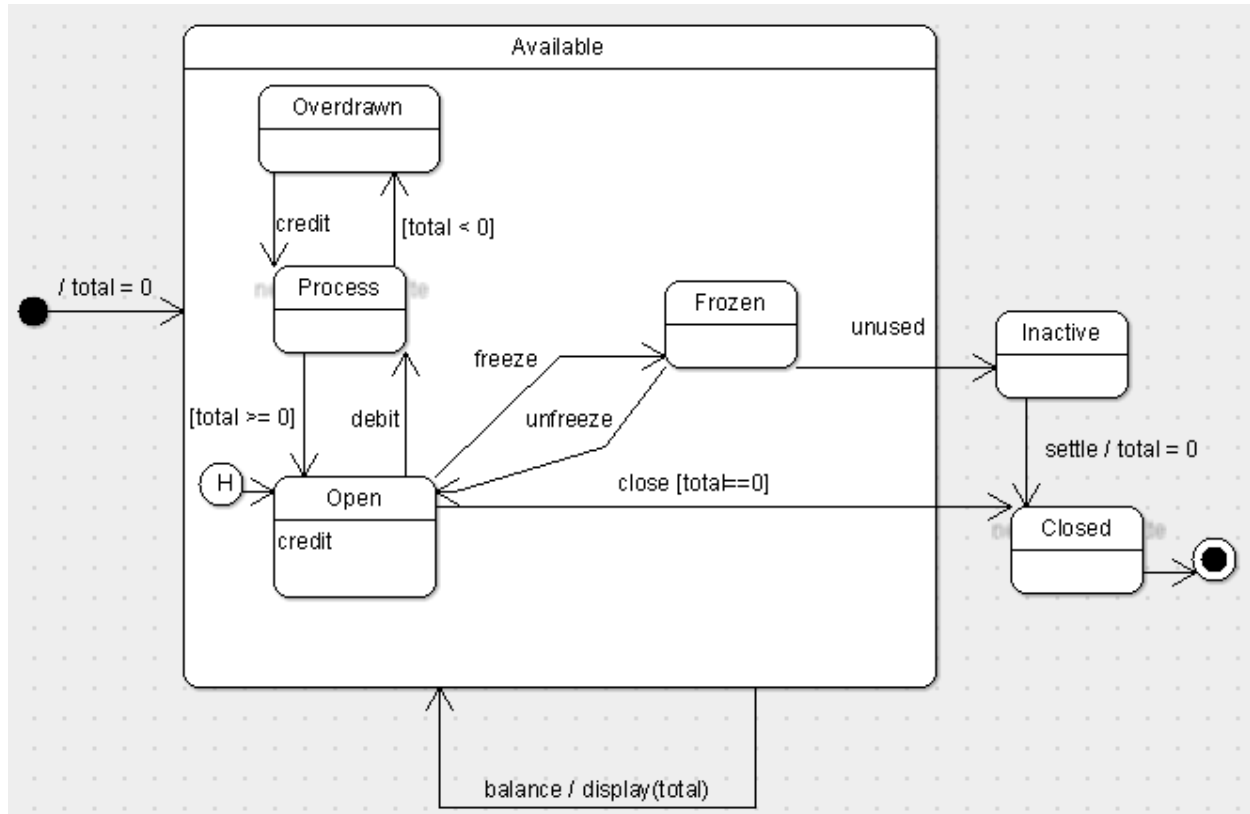 Available
Overdrawn
credit
[total < 0]
/ total = 0
Process
Frozen
unused
Inactive
freeze
[total >= 0]
debit
unfreeze
settle / total = 0
H
Open
close [total==0]
credit
Closed
balance / display(total)